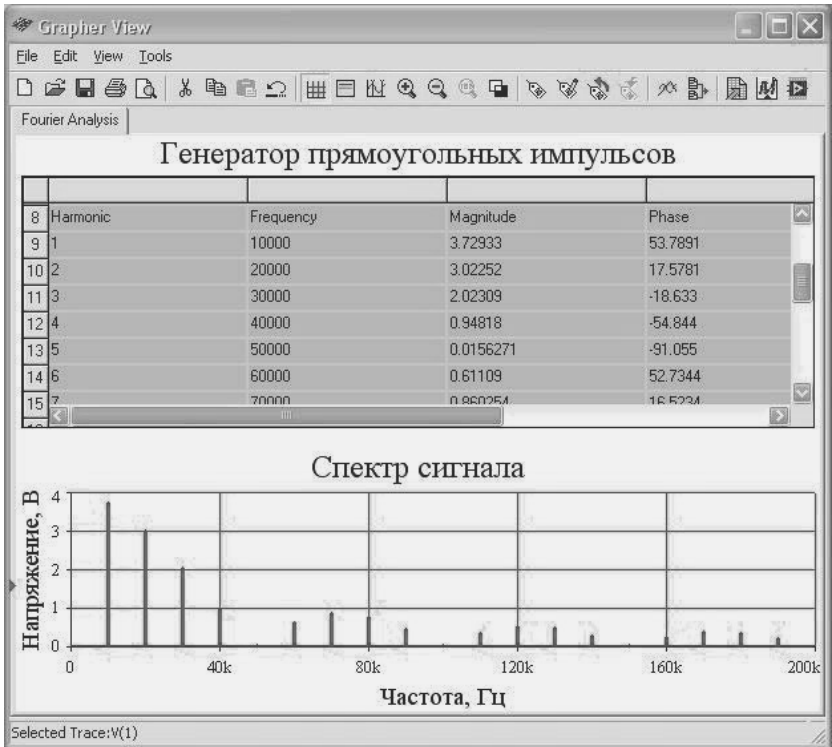 Grapher View
File Edit View Tools
Fourier Analysis
Генератор прямоугольных импульсов
8 Harmonic Frequency Magnitude Phase
9 1 10000 3.72933 53.7891
10 2 20000 3.02252 17.5781
11 3 30000 2.02309 -18.633
12 4 40000 0.94818 -54.844
13 5 50000 0.0156271 -91.055
14 6 60000 0.61109 52.7344
15 7 70000 0.860254 16.5234
Спектр сигнала
Напряжение, В
4
3
2
1
0
0 40k 80k 120k 160k 200k
Частота, Гц
Selected Trace:V(1)